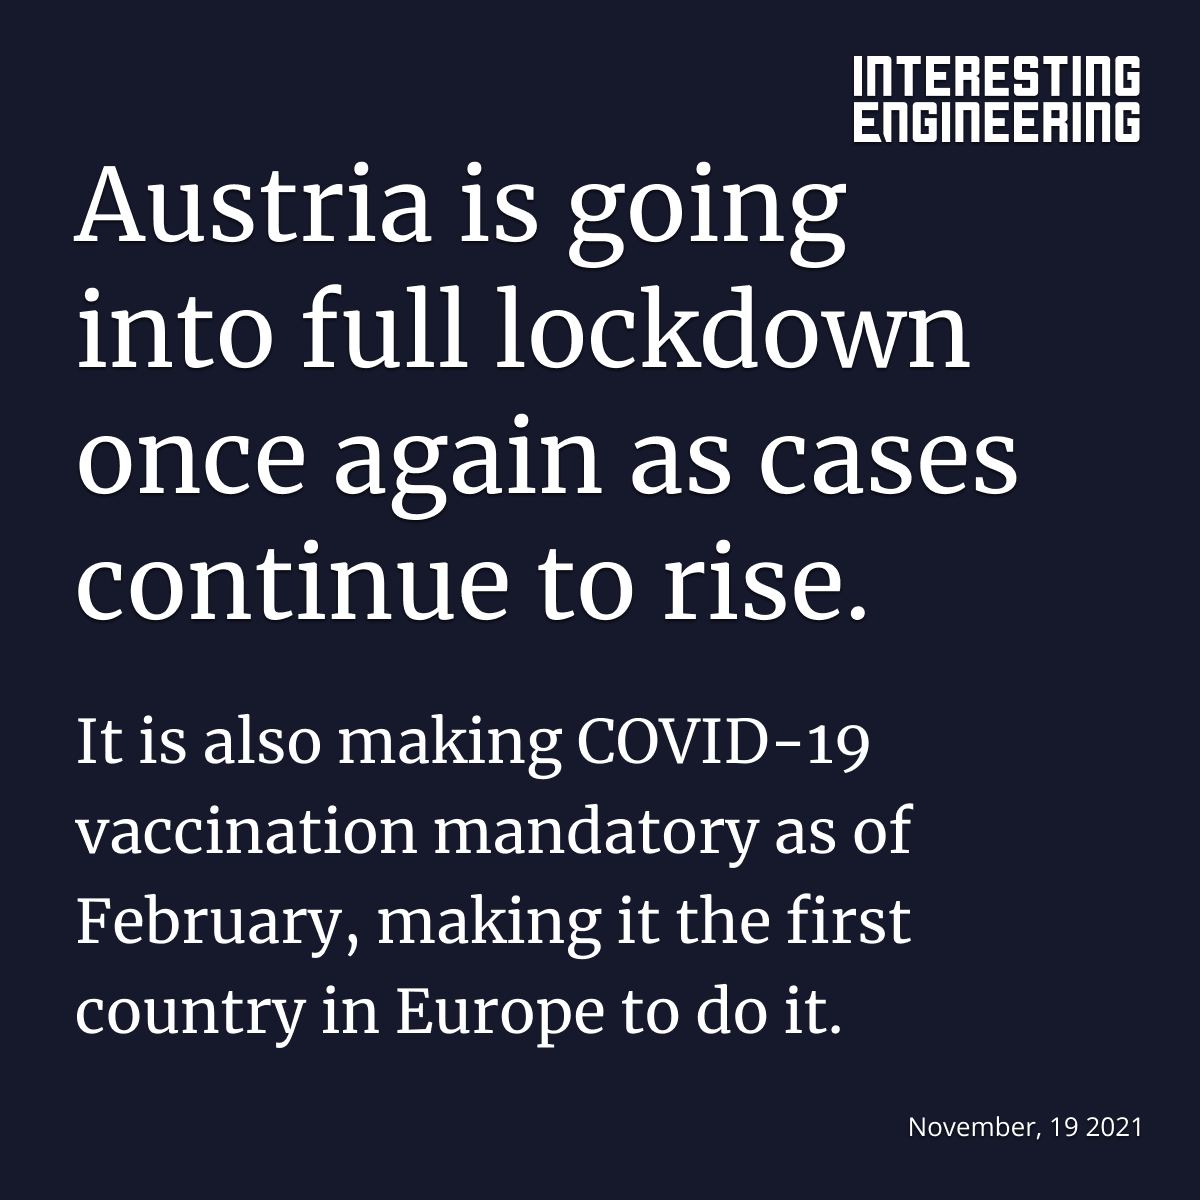 INTERESTING
ENGINEERING
Austria is going
into full lockdown
once again as cases
continue to rise.
It is also making COVID-19
vaccination mandatory as of
February, making it the first
country in Europe to do it.
November, 19 2021